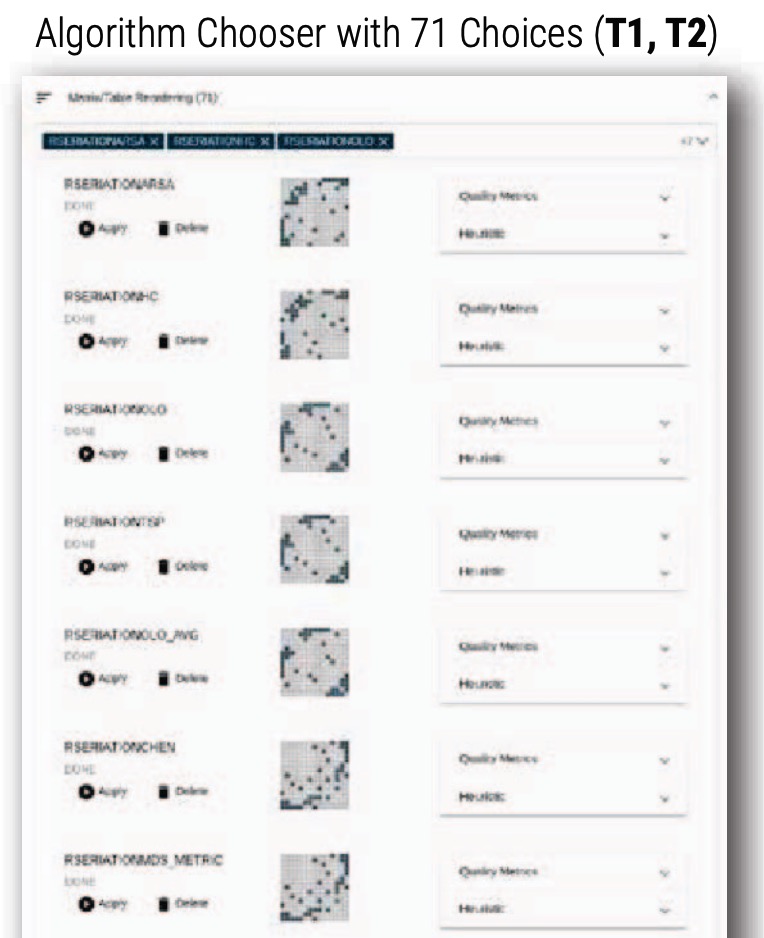 Algorithm Chooser with 71 Choices (T1, T2)
Matrix/Table Reordering (71)
RSERIATIONARSA × RSERIATIONHC × RSERIATIONOLO × +7
RSERIATIONARSA
DONE
Apply Delete
Quality Metrics
Heuristic
RSERIATIONHC
DONE
Apply Delete
Quality Metrics
Heuristic
RSERIATIONOLO
DONE
Apply Delete
Quality Metrics
Heuristic
RSERIATIONTSP
DONE
Apply Delete
Quality Metrics
Heuristic
RSERIATIONOLO_AVG
DONE
Apply Delete
Quality Metrics
Heuristic
RSERIATIONCHEN
DONE
Apply Delete
Quality Metrics
Heuristic
RSERIATIONMDS_METRIC
DONE
Apply Delete
Quality Metrics
Heuristic